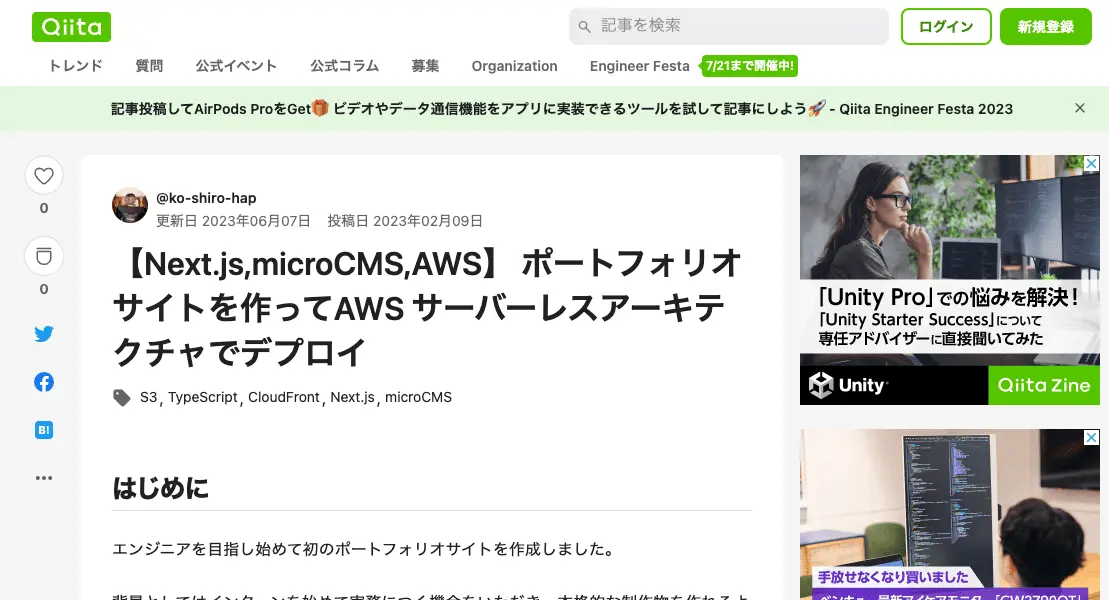 Qiita
記事を検索
ログイン
新規登録
トレンド 質問 公式イベント 公式コラム 募集 Organization Engineer Festa 7/21まで開催中!
記事投稿してAirPods ProをGet🎁 ビデオやデータ通信機能をアプリに実装できるツールを試して記事にしよう🚀 - Qiita Engineer Festa 2023
0
0
B!
@ko-shiro-hap
更新日 2023年06月07日 投稿日 2023年02月09日
【Next.js,microCMS,AWS】 ポートフォリオ
サイトを作ってAWS サーバーレスアーキテ
クチャでデプロイ
S3, TypeScript, CloudFront, Next.js, microCMS
はじめに
エンジニアを目指し始めて初のポートフォリオサイトを作成しました。
「Unity Pro」での悩みを解決!
「Unity Starter Success」について
専任アドバイザーに直接聞いてみた
Unity
Qiita Zine
手放せなくなり買いました